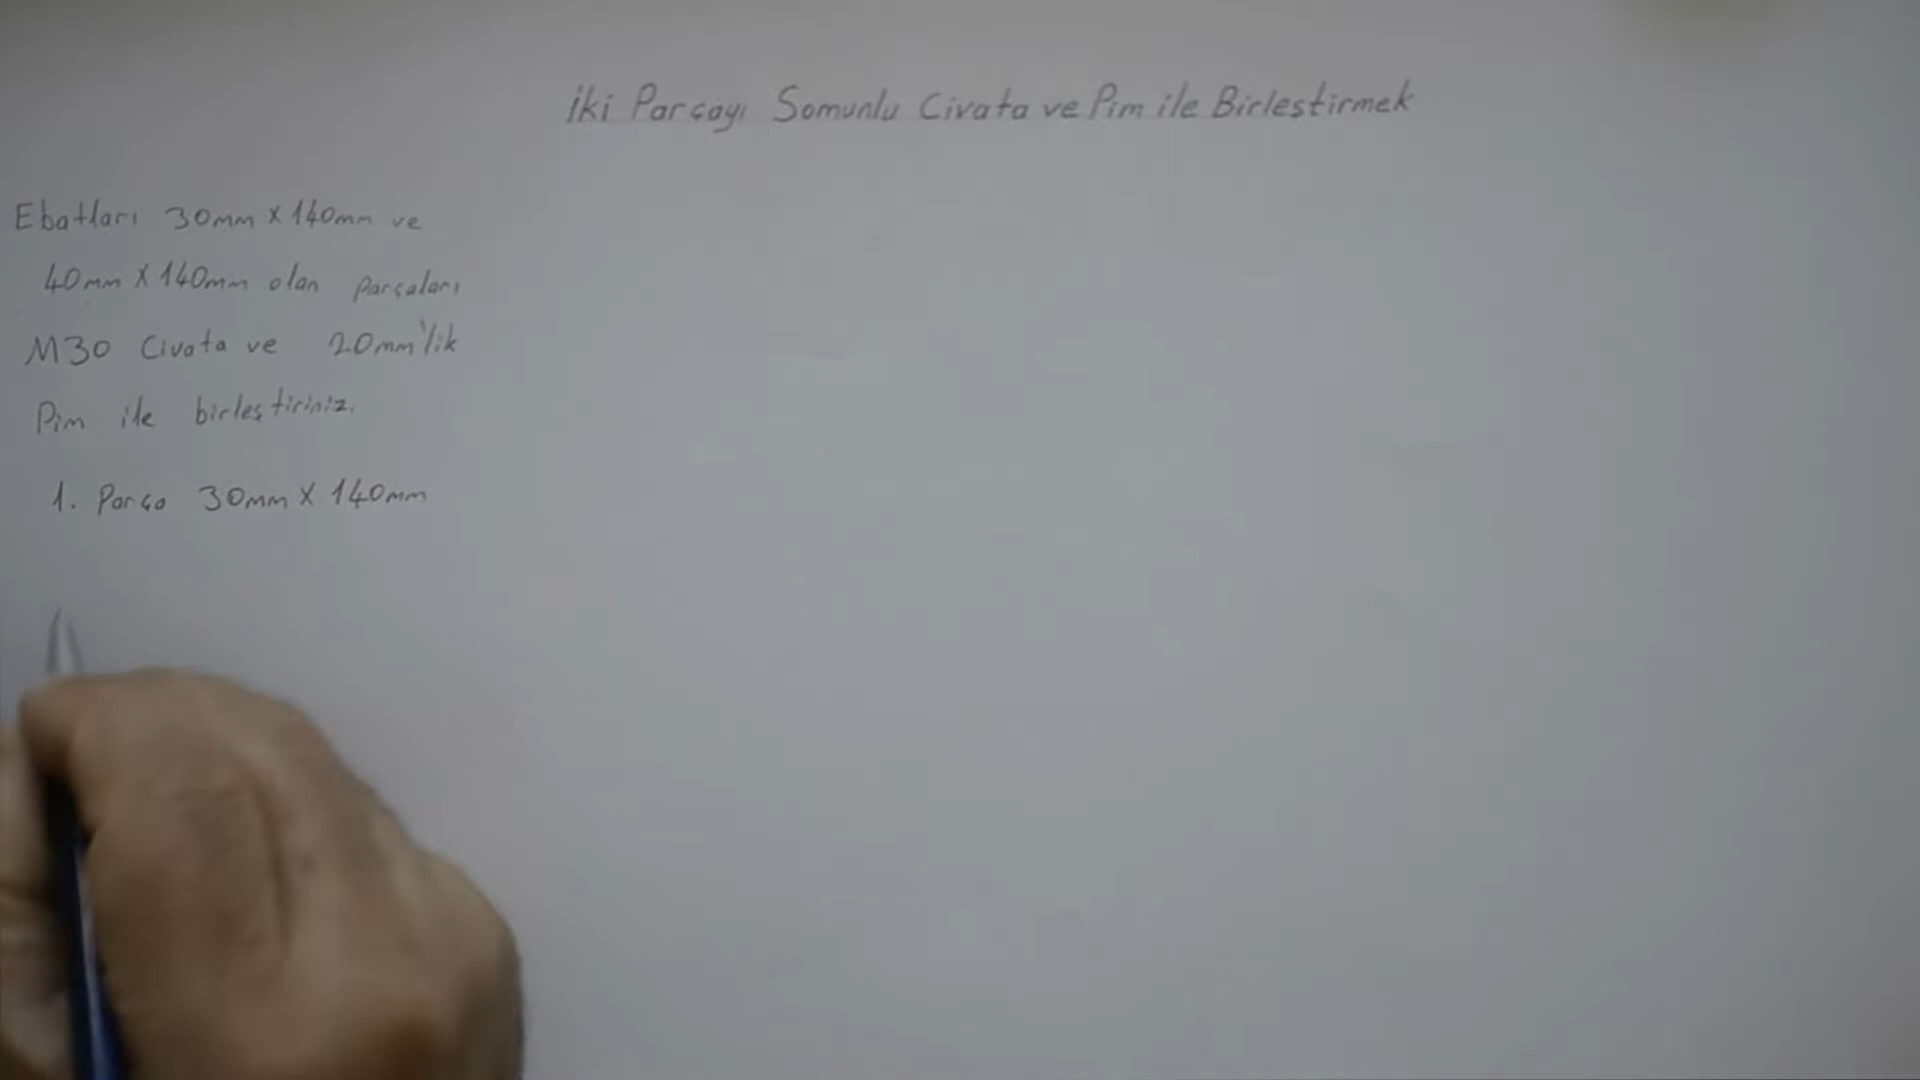 İki Parçayı Somunlu Civata ve Pim ile Birleştirmek
Ebatları 30mm x 140mm ve
40mm x 140mm olan parçaları
M30 Civata ve 20mm'lik
Pim ile birleştiriniz.
1. Parça 30mm x 140mm